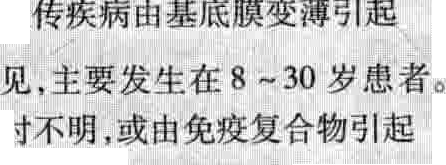 传疾病由基底膜变薄引起
见,主要发生在8~30岁患者。
不明,或由免疫复合物引起